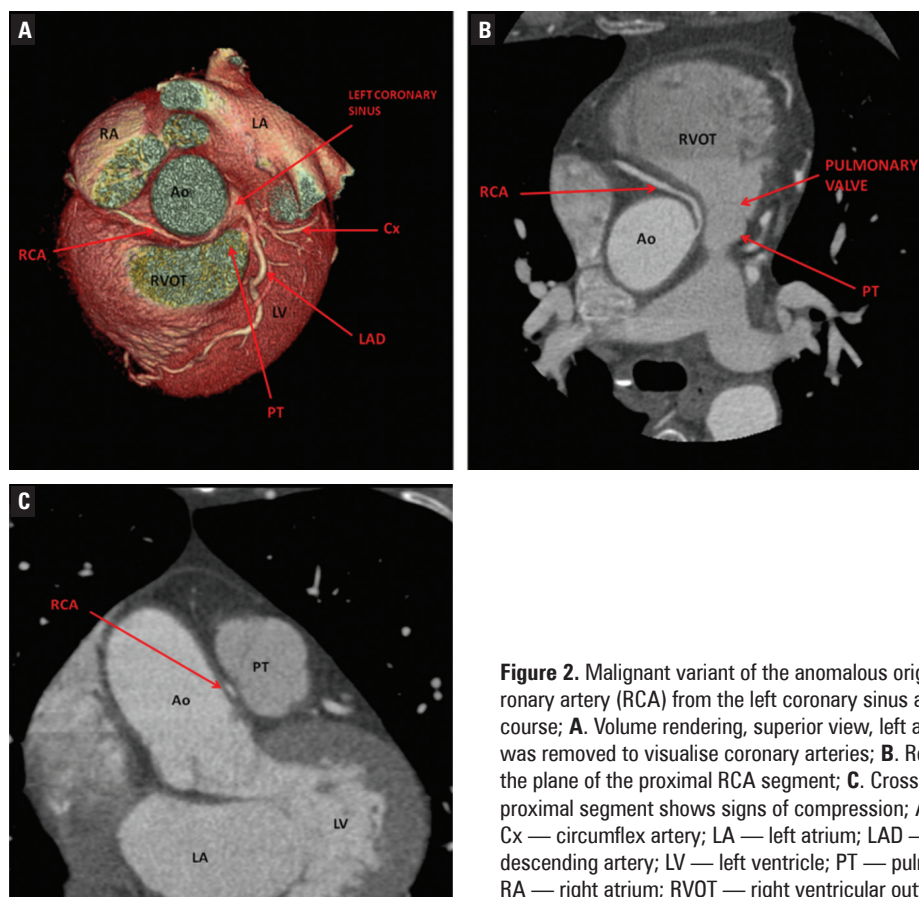 A
LEFT CORONARY
SINUS
RA
LA
Ao
Cx
RCA
RVOT
LV
LAD
PT
B
RVOT
RCA
PULMONARY
VALVE
Ao
PT
C
RCA
PT
Ao
LV
LA
Figure 2. Malignant variant of the anomalous orig
ronary artery (RCA) from the left coronary sinus a
course; A. Volume rendering, superior view, left a
was removed to visualise coronary arteries; B. Re
the plane of the proximal RCA segment; C. Cross
proximal segment shows signs of compression; A
Cx — circumflex artery; LA — left atrium; LAD –
descending artery; LV — left ventricle; PT — pulm
RA — right atrium; RVOT — right ventricular out